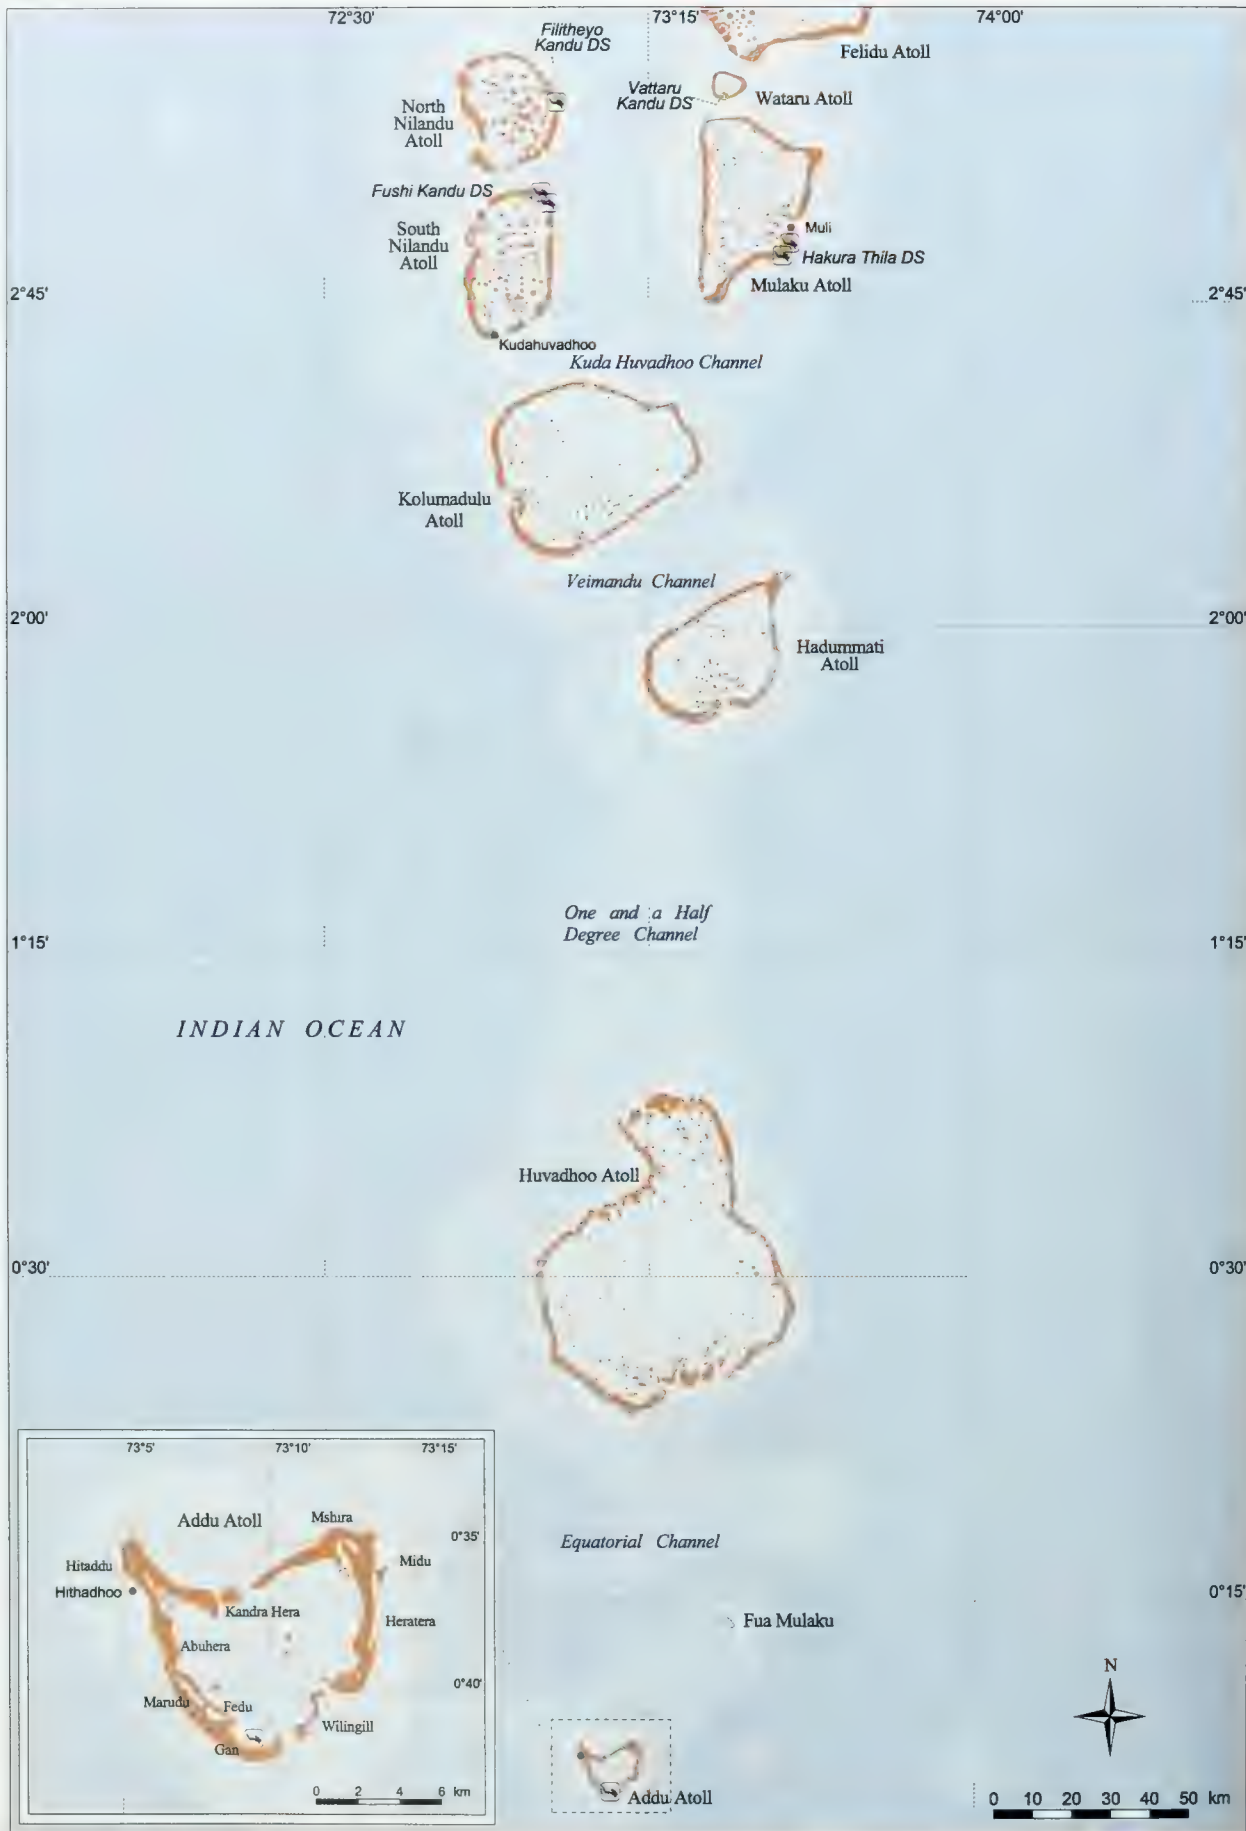 72°30'
73°15'
74°00'
Filitheyo
Kandu DS
Felidu Atoll
Vattaru
Kandu DS
Wataru Atoll
North
Nilandu
Atoll
Fushi Kandu DS
South
Nilandu
Atoll
Muli
Hakura Thila DS
Mulaku Atoll
2°45'
2°45'
Kudahuvadhoo
Kuda Huvadhoo Channel
Kolumadulu
Atoll
Veimandu Channel
2°00'
2°00'
Hadummati
Atoll
One and a Half
Degree Channel
1°15'
1°15'
INDIAN OCEAN
Huvadhoo Atoll
0°30'
0°30'
73°5'
73°10'
73°15'
Addu Atoll
Mshira
0°35'
Hitaddu
Midu
Hithadhoo
Kandra Hera
Heratera
Abuhera
0°40'
Marudu
Fedu
Wilingill
Gan
0 2 4 6 km
Equatorial Channel
0°15'
Fua Mulaku
N
Addu Atoll
0 10 20 30 40 50 km